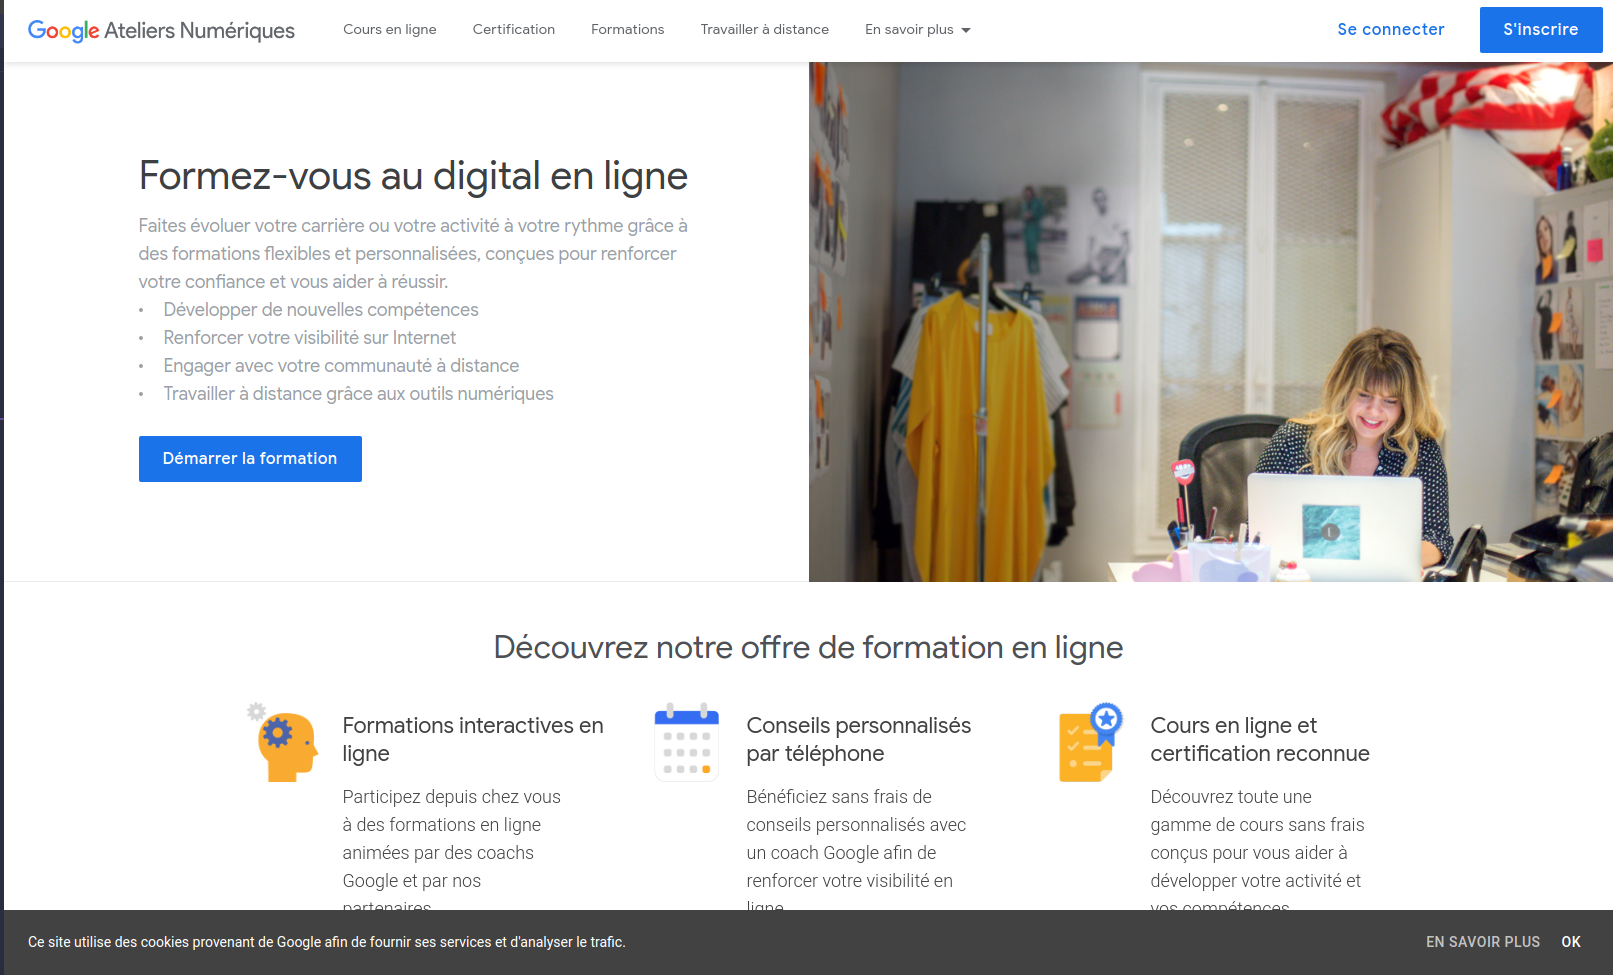 Google Ateliers Numériques
Cours en ligne
Certification
Formations
Travailler à distance
En savoir plus
Se connecter
S'inscrire
Formez-vous au digital en ligne
Faites évoluer votre carrière ou votre activité à votre rythme grâce à
des formations flexibles et personnalisées, conçues pour renforcer
votre confiance et vous aider à réussir.
• Développer de nouvelles compétences
• Renforcer votre visibilité sur Internet
• Engager avec votre communauté à distance
• Travailler à distance grâce aux outils numériques
Démarrer la formation
Découvrez notre offre de formation en ligne
Formations interactives en
ligne
Participez depuis chez vous
à des formations en ligne
animées par des coachs
Google et par nos
partenaires
Conseils personnalisés
par téléphone
Bénéficiez sans frais de
conseils personnalisés avec
un coach Google afin de
renforcer votre visibilité en
ligne
Cours en ligne et
certification reconnue
Découvrez toute une
gamme de cours sans frais
conçus pour vous aider à
développer votre activité et
vos compétences
Ce site utilise des cookies provenant de Google afin de fournir ses services et d'analyser le trafic.
EN SAVOIR PLUS
OK